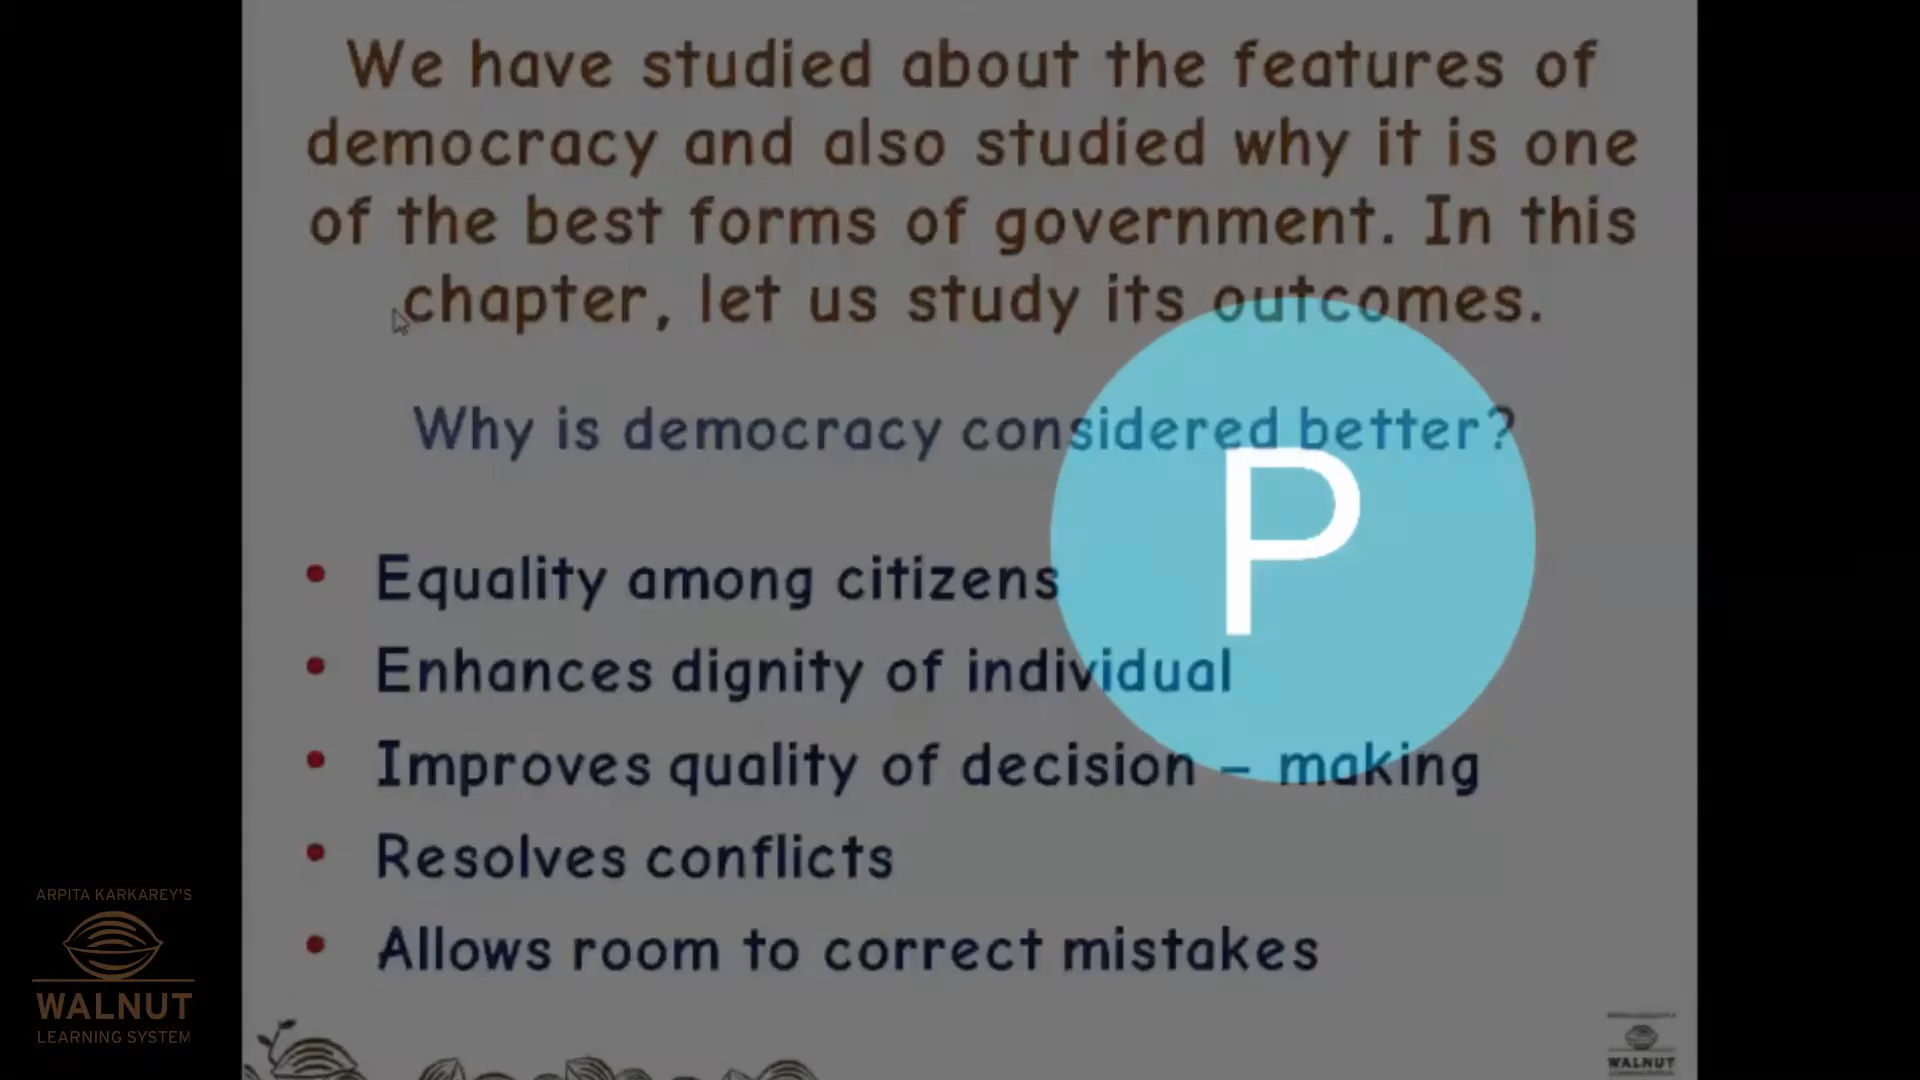 We have studied about the features of
democracy and also studied why it is one
of the best forms of government. In this
chapter, let us study its outcomes.
Why is democracy considered better?
P
• Equality among citizens
• Enhances dignity of individual
• Improves quality of decision – making
• Resolves conflicts
• Allows room to correct mistakes
ARPITA KARKAREY'S
WALNUT
LEARNING SYSTEM
WALNUT